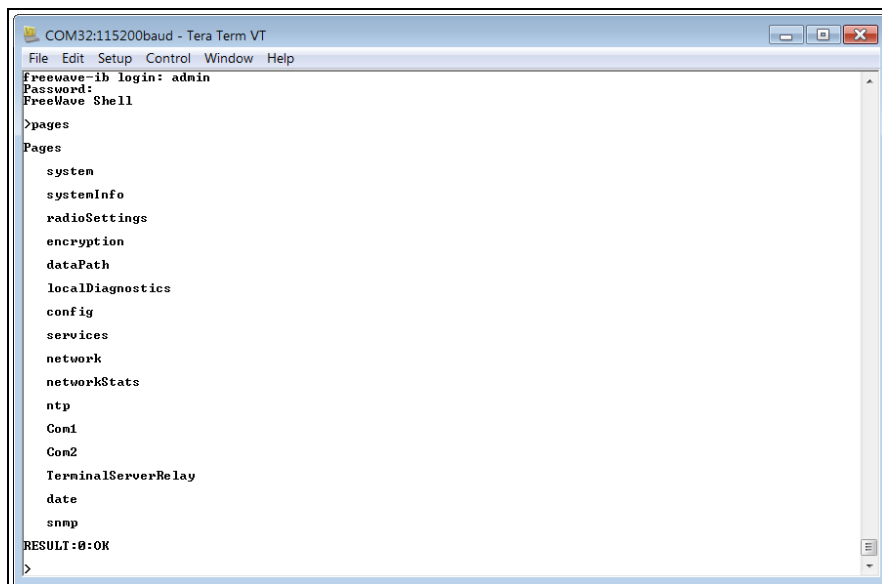 COM32:115200baud - Tera Term VT
File Edit Setup Control Window Help
freewave-ib login: admin
Password:
FreeWave Shell
>pages
Pages
system
systemInfo
radioSettings
encryption
dataPath
localDiagnostics
config
services
network
networkStats
ntp
Com1
Com2
TerminalServerRelay
date
snmp
RESULT:0:OK
>